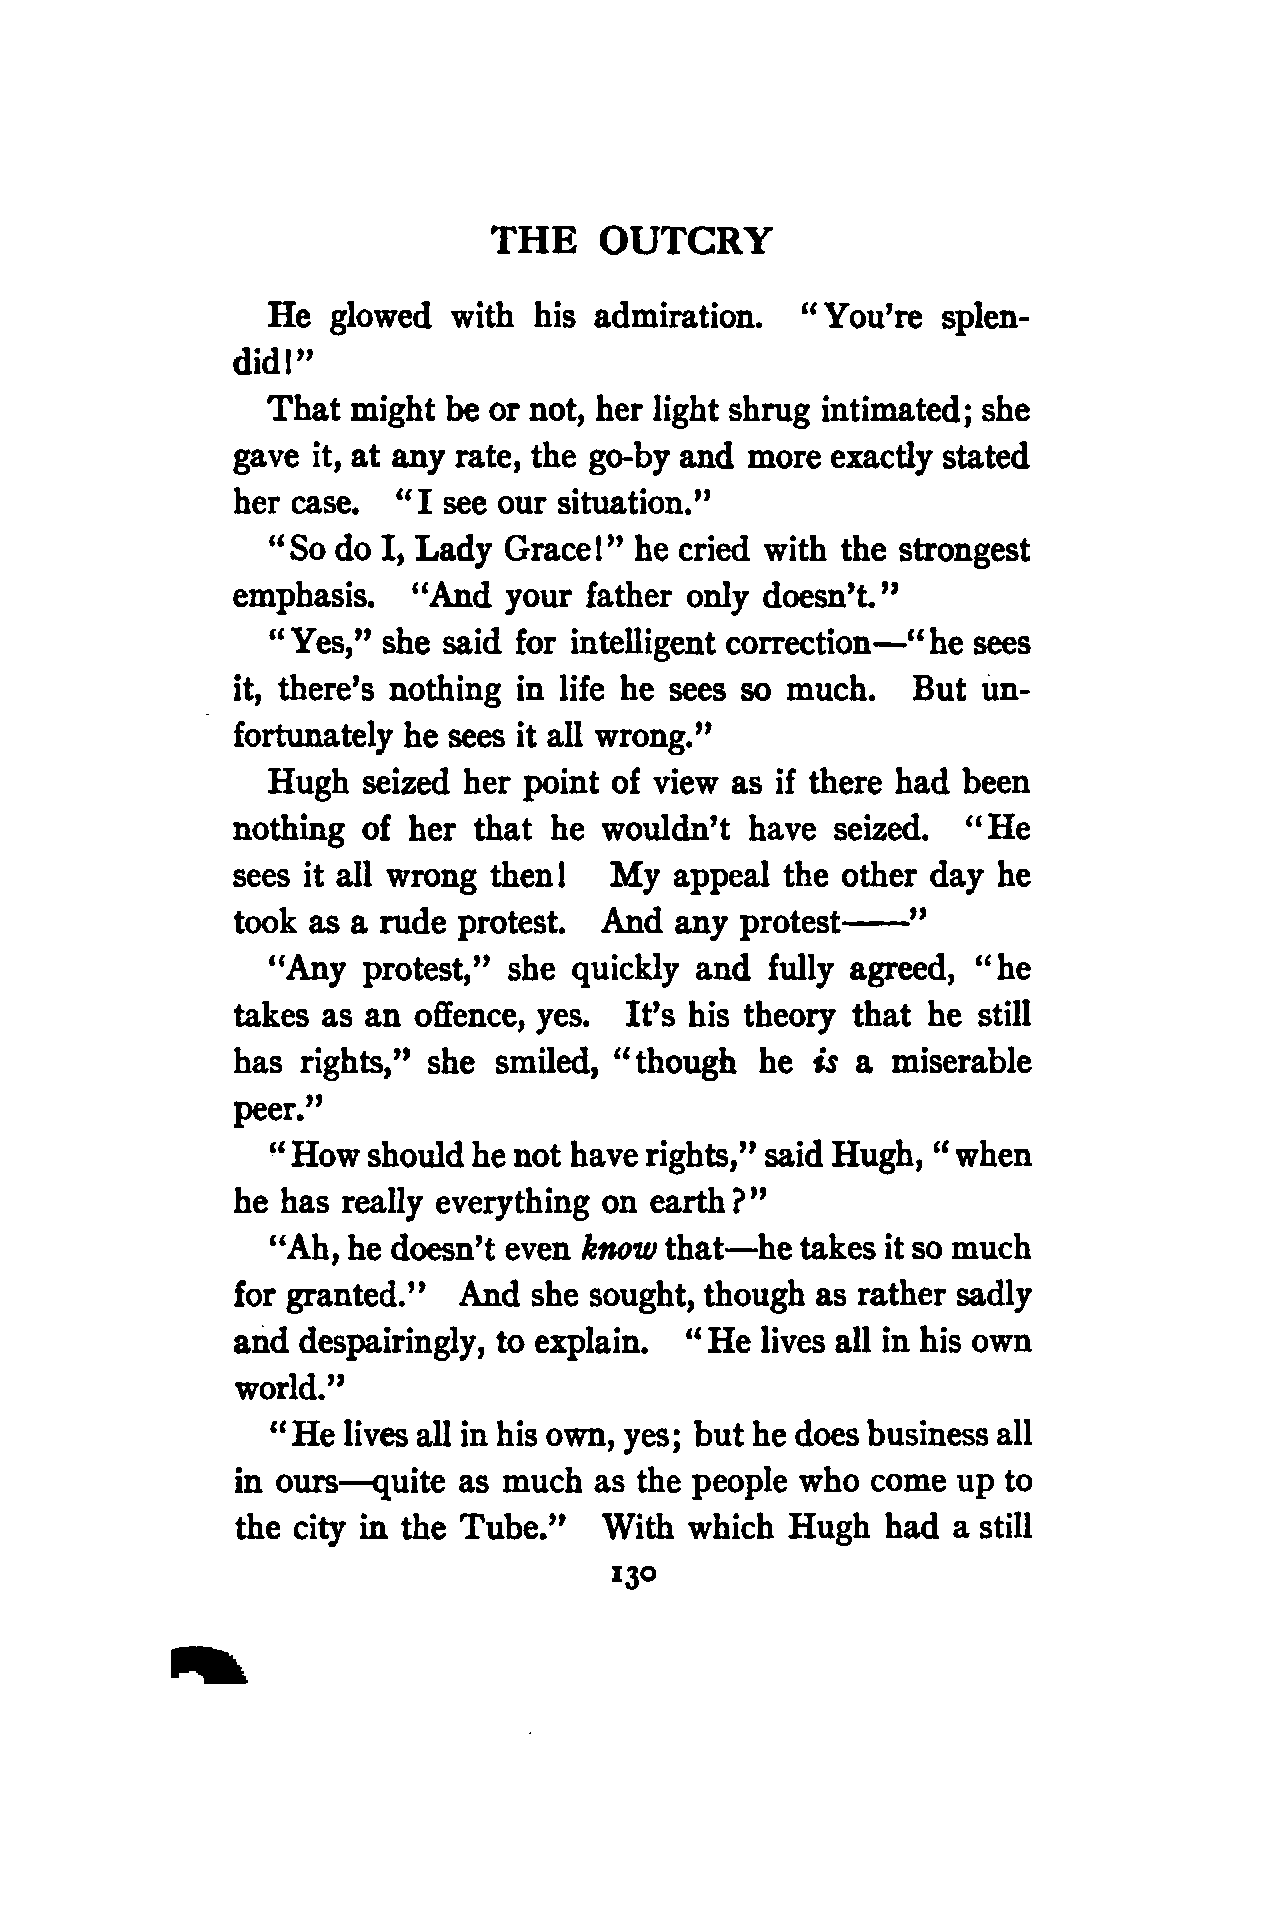 THE OUTCRY
He glowed with his admiration. "You're splen-
did!"
That might be or not, her light shrug intimated; she
gave it, at any rate, the go-by and more exactly stated
her case. "I see our situation."
"So do I, Lady Grace!" he cried with the strongest
emphasis. "And your father only doesn't."
"Yes," she said for intelligent correction—"he sees
it, there's nothing in life he sees so much. But un-
fortunately he sees it all wrong."
Hugh seized her point of view as if there had been
nothing of her that he wouldn't have seized. "He
sees it all wrong then! My appeal the other day he
took as a rude protest. And any protest——"
"Any protest," she quickly and fully agreed, "he
takes as an offence, yes. It's his theory that he still
has rights," she smiled, "though he is a miserable
peer."
"How should he not have rights," said Hugh, "when
he has really everything on earth?"
"Ah, he doesn't even know that—he takes it so much
for granted." And she sought, though as rather sadly
and despairingly, to explain. "He lives all in his own
world."
"He lives all in his own, yes; but he does business all
in ours—quite as much as the people who come up to
the city in the Tube." With which Hugh had a still
130